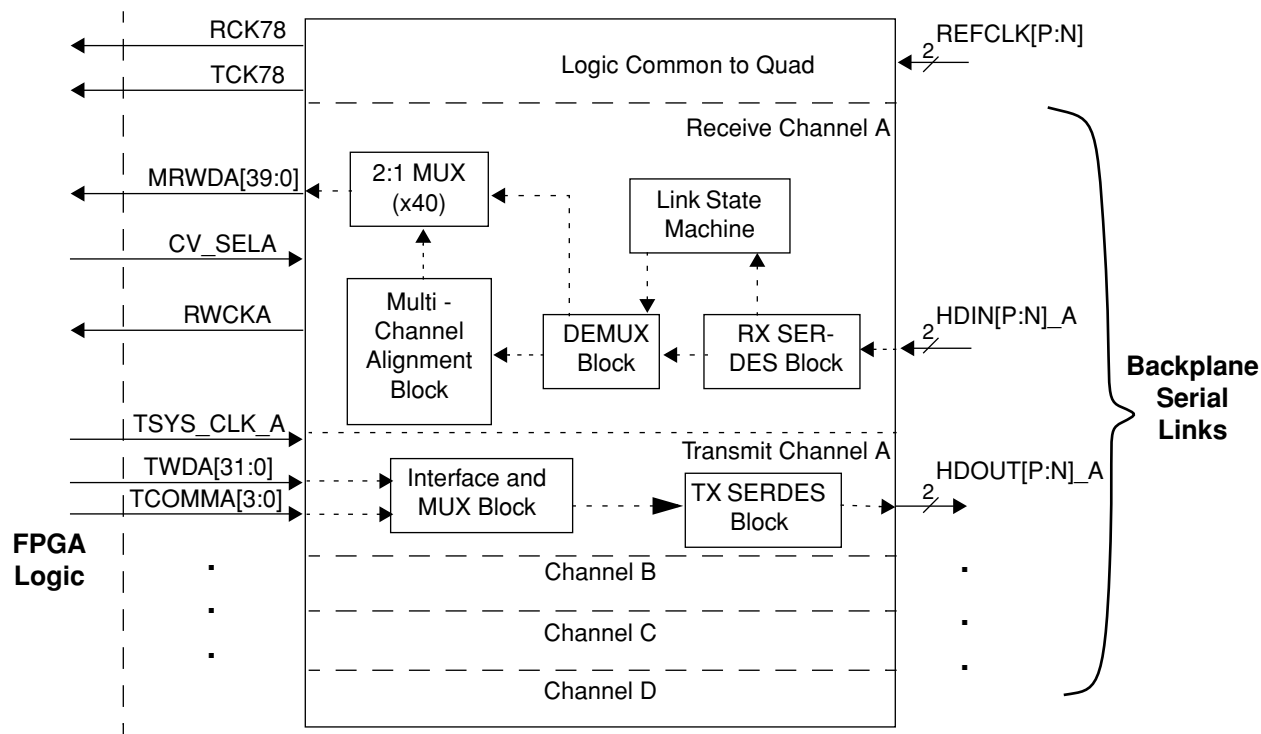 RCK78
REFCLK[P:N]
2
TCK78
Logic Common to Quad
Receive Channel A
MRWDA[39:0]
2:1 MUX
(x40)
Link State
Machine
CV_SELA
RWCKA
Multi -
Channel
Alignment
Block
DEMUX
Block
RX SER-
DES Block
HDIN[P:N]_A
2
Backplane
Serial
Links
TSYS_CLK_A
Transmit Channel A
TWDA[31:0]
TCOMMA[3:0]
Interface and
MUX Block
TX SERDES
Block
HDOUT[P:N]_A
2
FPGA
Logic
Channel B
Channel C
Channel D